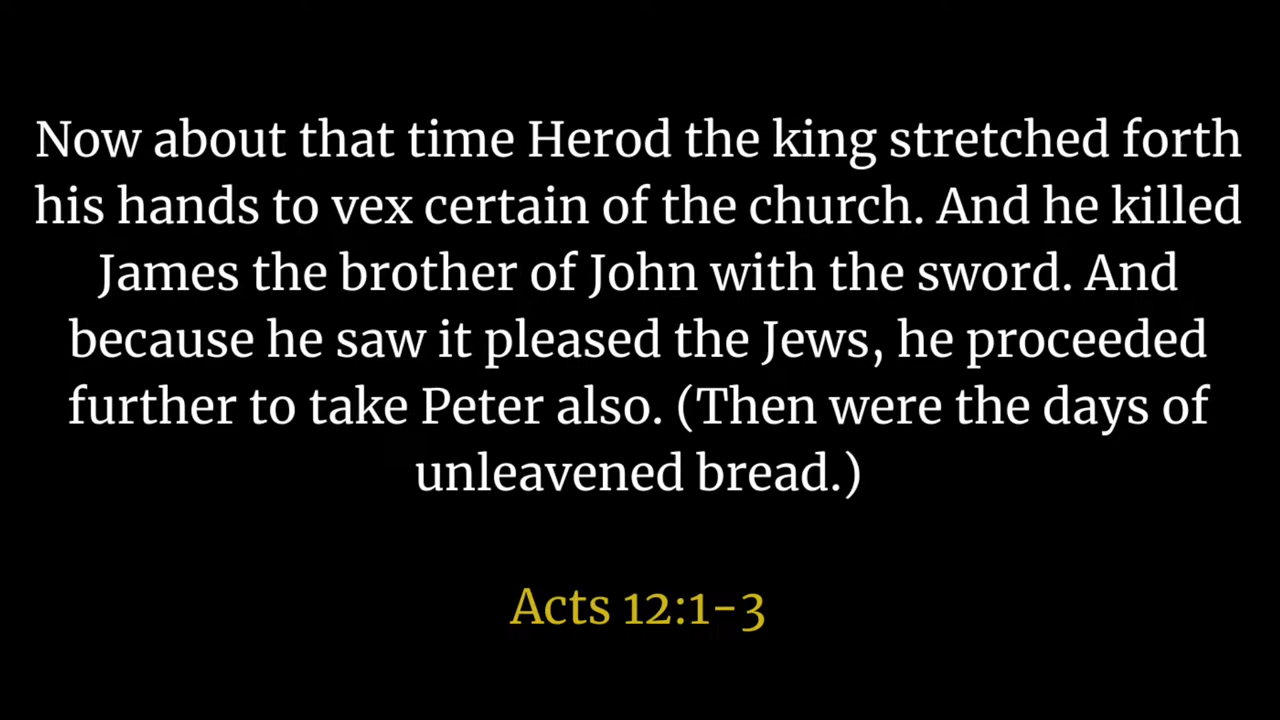 Now about that time Herod the king stretched forth
his hands to vex certain of the church. And he killed
James the brother of John with the sword. And
because he saw it pleased the Jews, he proceeded
further to take Peter also. (Then were the days of
unleavened bread.)
Acts 12:1-3